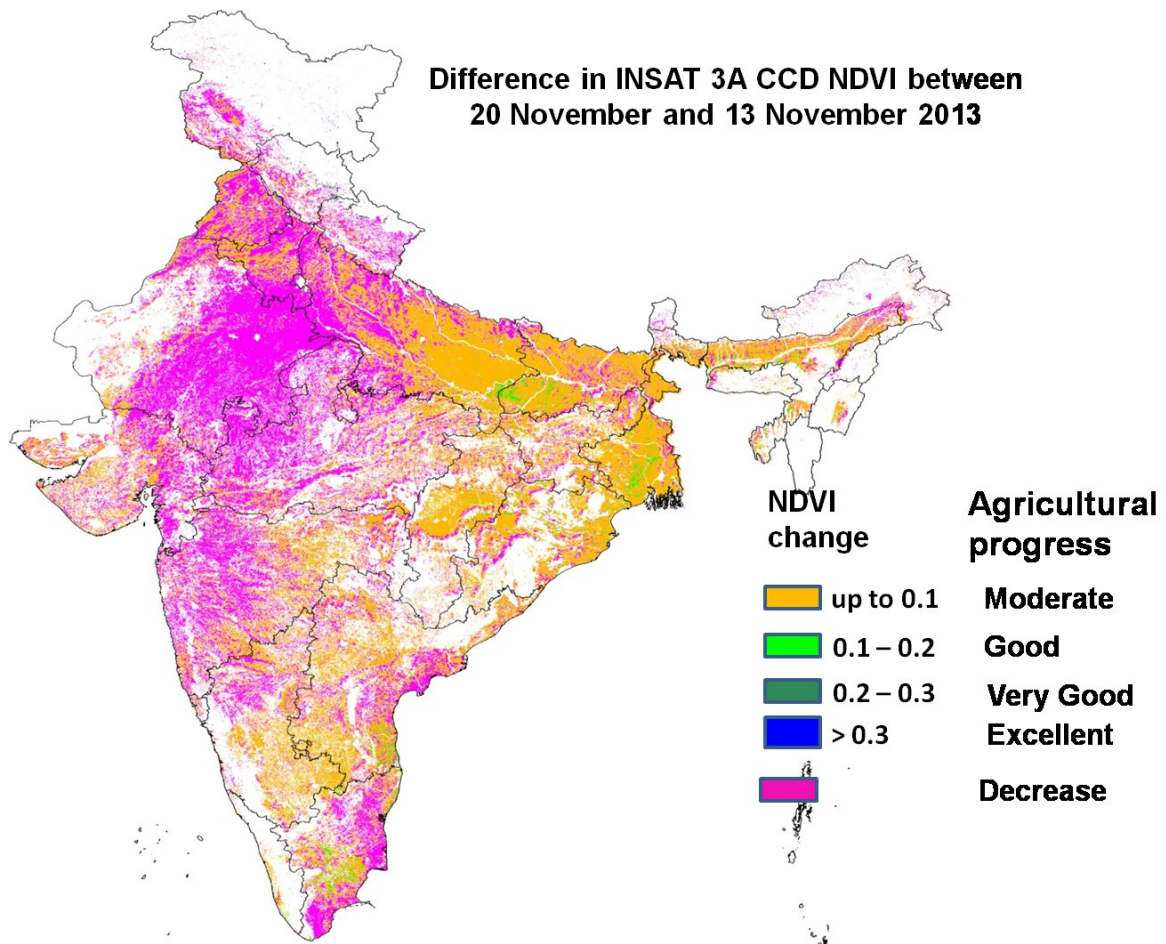 Difference in INSAT 3A CCD NDVI between
20 November and 13 November 2013
NDVI
change
Agricultural
progress
up to 0.1 Moderate
0.1 – 0.2 Good
0.2 – 0.3 Very Good
> 0.3 Excellent
Decrease